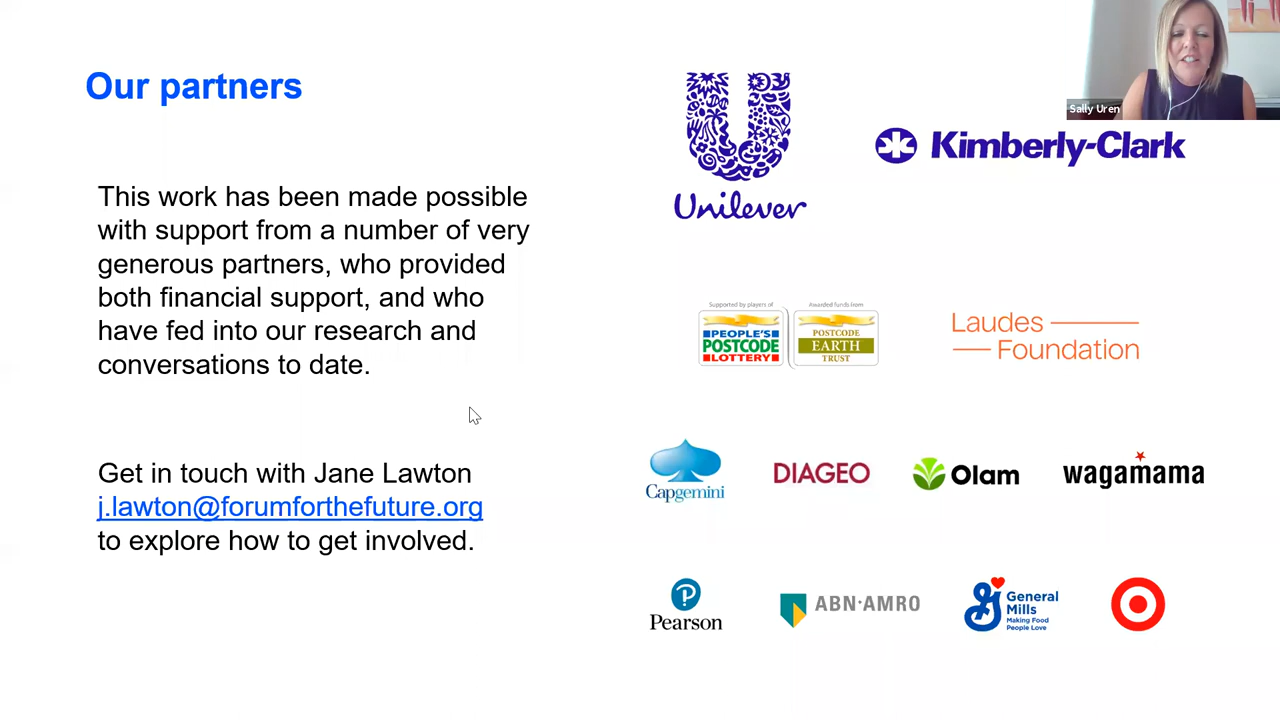 Our partners
This work has been made possible
with support from a number of very
generous partners, who provided
both financial support, and who
have fed into our research and
conversations to date.
Get in touch with Jane Lawton
j.lawton@forumforthefuture.org
to explore how to get involved.
Sally Uren
Unilever
Kimberly-Clark
Supported by players of
PEOPLE'S
POSTCODE
LOTTERY
Awarded funds from
POSTCODE
EARTH
TRUST
Laudes
Foundation
Capgemini
DIAGEO
Olam
wagamama
Pearson
ABN·AMRO
General
Mills
Making Food
People Love